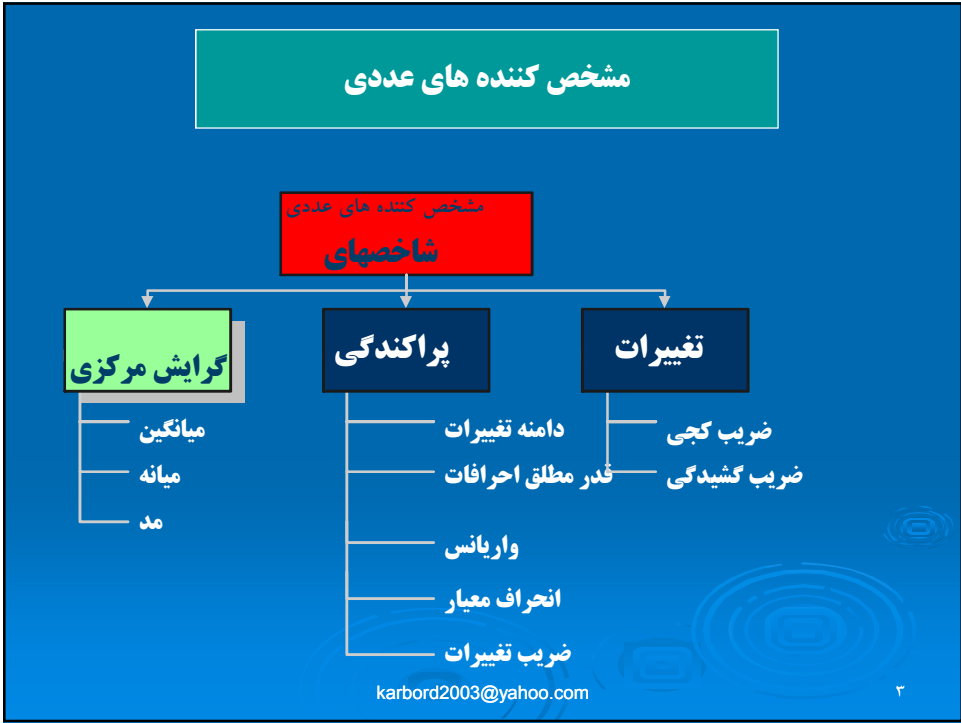 مشخص کننده های عددی
مشخص کننده های عددی
شاخصهای
تغییرات
ضریب کجی
ضریب گشیدگی
پراکندگی
دامنه تغییرات
قدر مطلق احرافات
واریانس
انحراف معیار
ضریب تغییرات
گرایش مرکزی
میانگین
میانه
مد
karbord2003@yahoo.com
۳